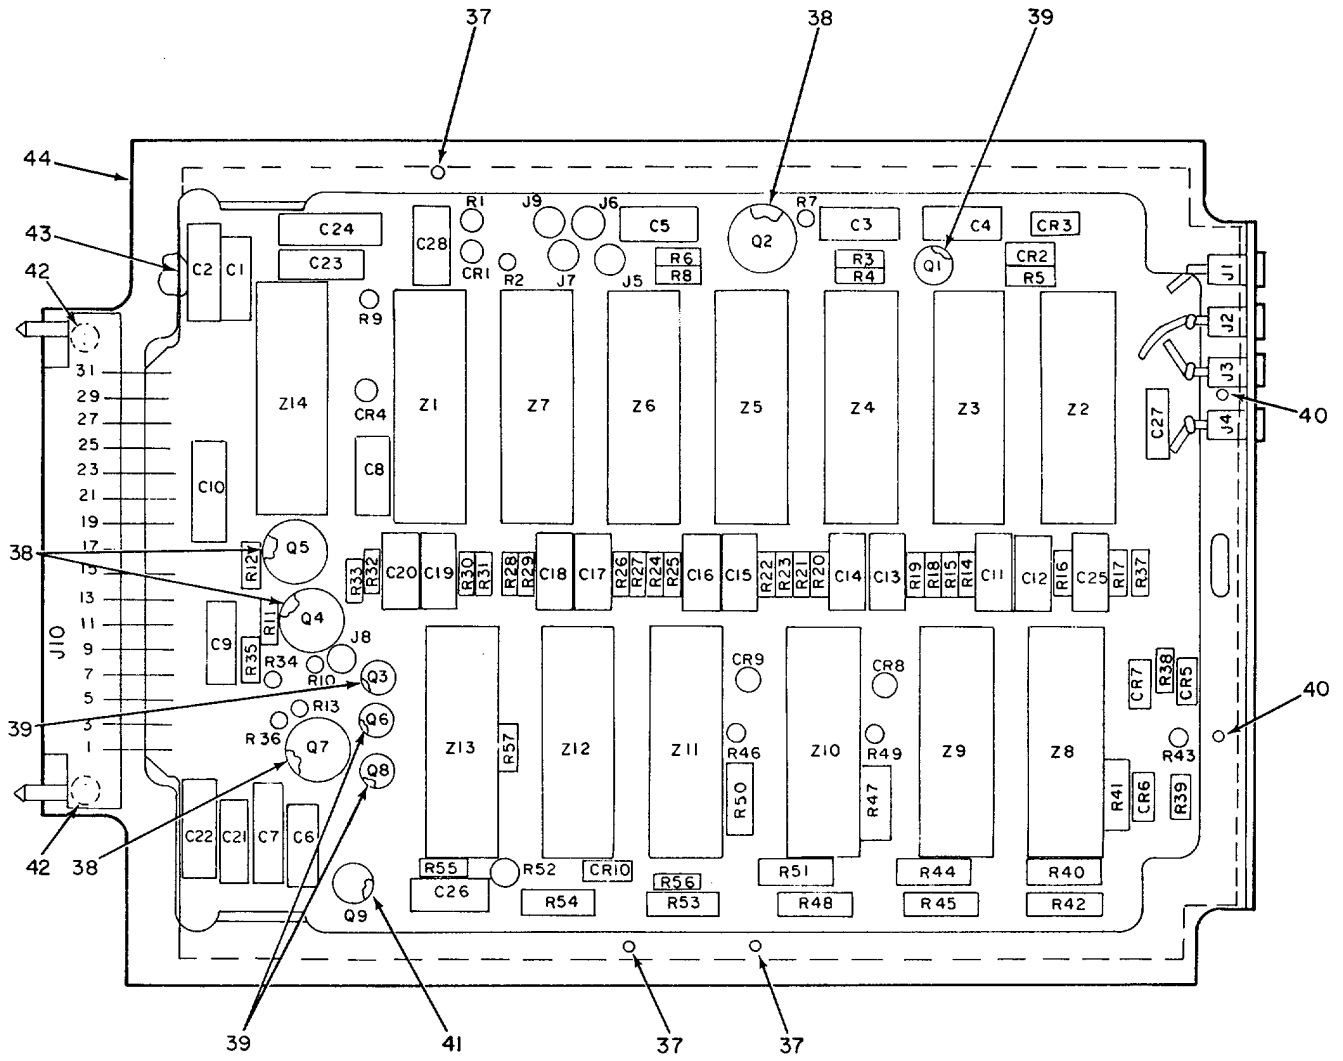 37 38 39
44
R1 J9 J6 R7
C24 C28 C5 Q2 C3 C4 CR3
43
C2 C1 C23 CR1 R2 J7 J5 R6 R3 Q1 CR2
R8 R4 R5 J1
42
R9 J2
J3
31
29 CR4 Z14 Z1 Z7 Z6 Z5 Z4 Z3 Z2 J4 40
27 C27
25
23 C10 C8
21
19
38 17 Q5
15 R12 R33 R32 C20 C19 R30 R31 R28 R29 C18 C17 R26 R27 R24 R25 C16 C15 R22 R23 R21 R20 C14 C13 R19 R18 R15 R14 C11 C12 R16 C25 R17 R37
13
11 R11 Q4
J10 9 C9 R35 J8
7 R34 R10 Q3 CR9 CR8 CR7 R38 CR5
5 R13 40
39 3 R36 Q6
1 Q7 Z13 R57 Z12 Z11 R46 Z10 R49 Z9 Z8 R43
Q8
R50 R47 R41 CR6 R39
C22 C21 C7 C6
42 38
R55 R52 CR10 R51 R44 R40
C26 R56
Q9 R54 R53 R48 R45 R42
39 41 37 37